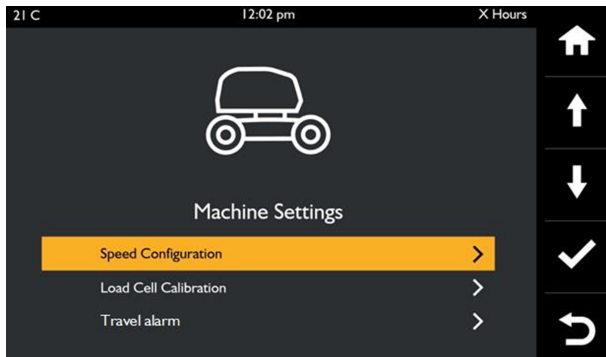 21 C 12:02 pm X Hours
Machine Settings
Speed Configuration
Load Cell Calibration
Travel alarm